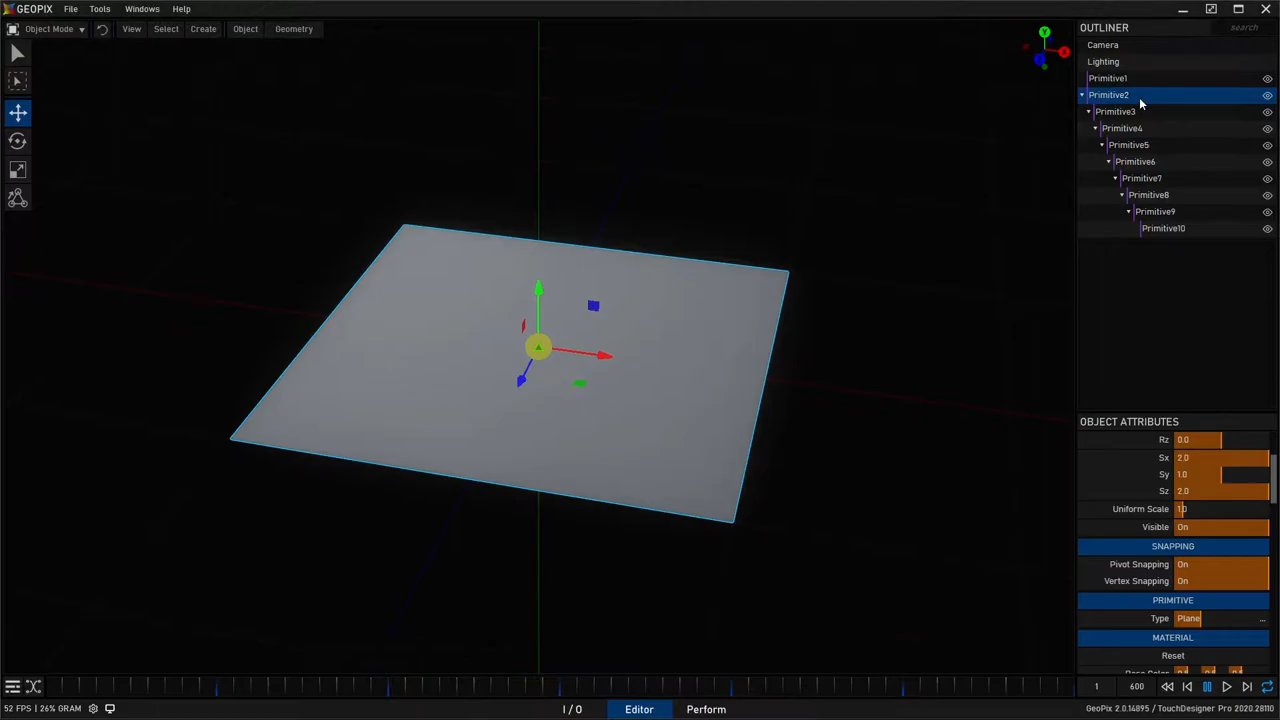 GEOPIX File Tools Windows Help
Object Mode View Select Create Object Geometry
Y
X
Z
OUTLINER search
Camera
Lighting
Primitive1
Primitive2
Primitive3
Primitive4
Primitive5
Primitive6
Primitive7
Primitive8
Primitive9
Primitive10
OBJECT ATTRIBUTES
Rz 0.0
Sx 2.0
Sy 1.0
Sz 2.0
Uniform Scale 1.0
Visible On
SNAPPING
Pivot Snapping On
Vertex Snapping On
PRIMITIVE
Type Plane ...
MATERIAL
Reset
1 600
52 FPS | 26% GRAM I / O Editor Perform GeoPix 2.0.14895 / TouchDesigner Pro 2020.28110